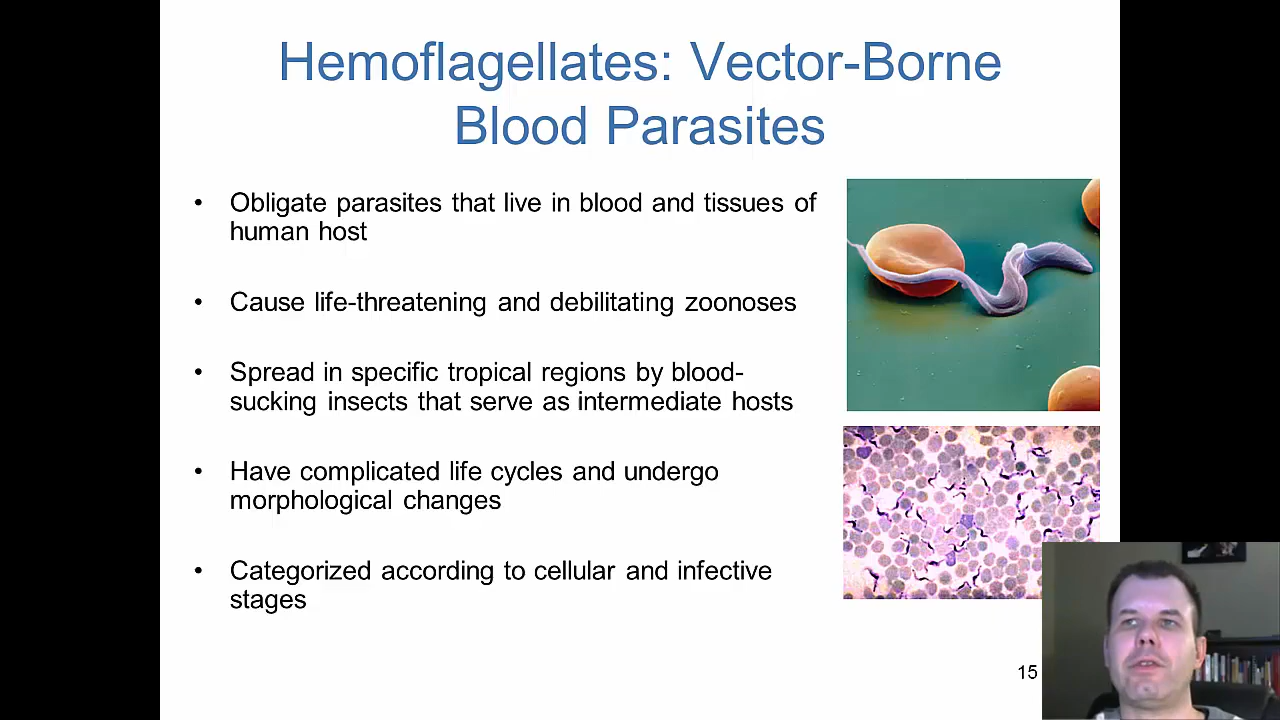 Hemoflagellates: Vector-Borne
Blood Parasites
• Obligate parasites that live in blood and tissues of
human host
• Cause life-threatening and debilitating zoonoses
• Spread in specific tropical regions by blood-
sucking insects that serve as intermediate hosts
• Have complicated life cycles and undergo
morphological changes
• Categorized according to cellular and infective
stages
15